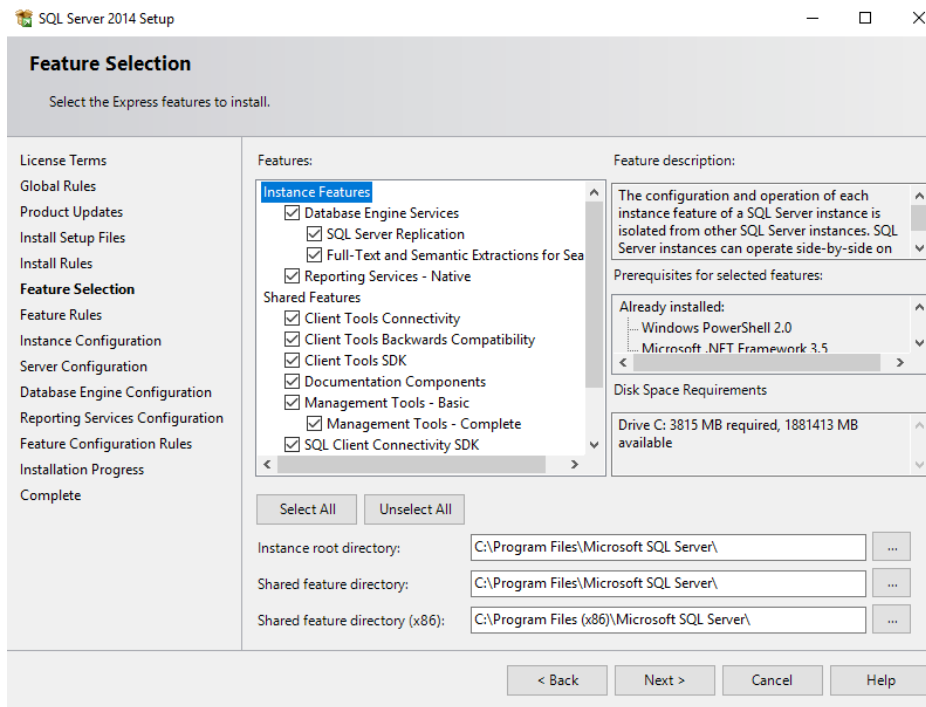 SQL Server 2014 Setup
Feature Selection
Select the Express features to install.
License Terms
Global Rules
Product Updates
Install Setup Files
Install Rules
Feature Selection
Feature Rules
Instance Configuration
Server Configuration
Database Engine Configuration
Reporting Services Configuration
Feature Configuration Rules
Installation Progress
Complete
Features:
Instance Features
Database Engine Services
SQL Server Replication
Full-Text and Semantic Extractions for Sea
Reporting Services - Native
Shared Features
Client Tools Connectivity
Client Tools Backwards Compatibility
Client Tools SDK
Documentation Components
Management Tools - Basic
Management Tools - Complete
SQL Client Connectivity SDK
Feature description:
The configuration and operation of each
instance feature of a SQL Server instance is
isolated from other SQL Server instances. SQL
Server instances can operate side-by-side on
Prerequisites for selected features:
Already installed:
Windows PowerShell 2.0
Microsoft .NET Framework 3.5
Disk Space Requirements
Drive C: 3815 MB required, 1881413 MB
available
Select All
Unselect All
Instance root directory:
C:\Program Files\Microsoft SQL Server\
...
Shared feature directory:
C:\Program Files\Microsoft SQL Server\
...
Shared feature directory (x86):
C:\Program Files (x86)\Microsoft SQL Server\
...
< Back
Next >
Cancel
Help